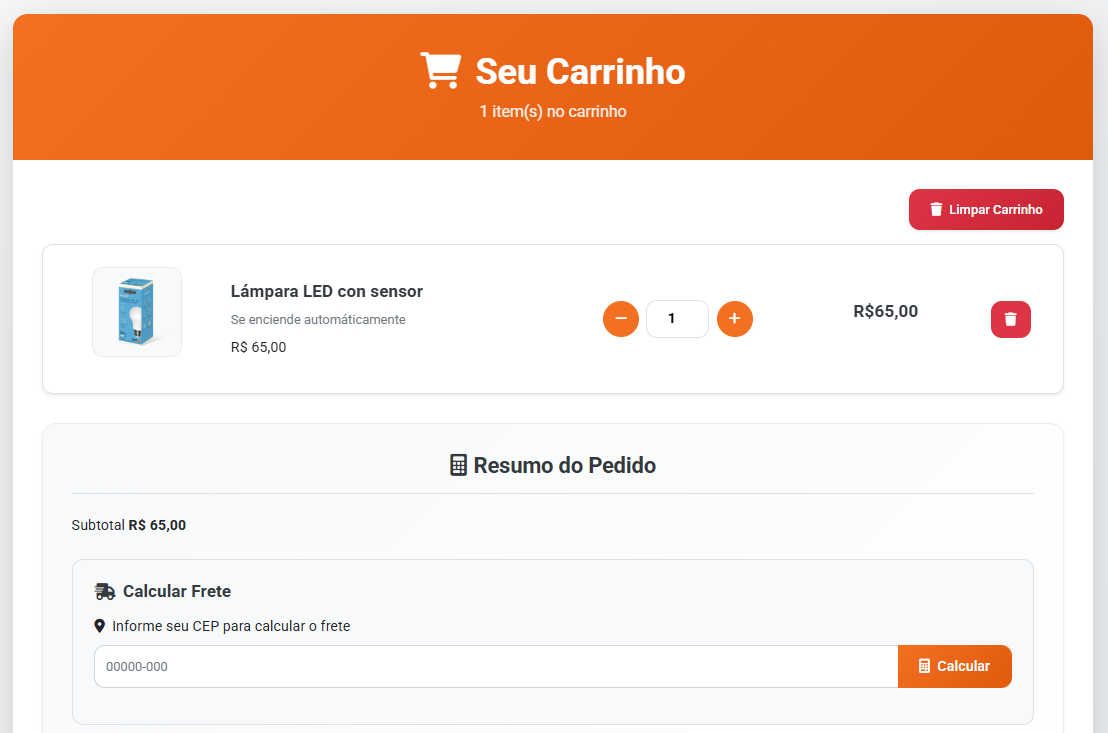 Seu Carrinho
1 item(s) no carrinho
Limpar Carrinho
Lámpara LED con sensor
Se enciende automáticamente
R$ 65,00
1
R$65,00
Resumo do Pedido
Subtotal R$ 65,00
Calcular Frete
Informe seu CEP para calcular o frete
00000-000
Calcular